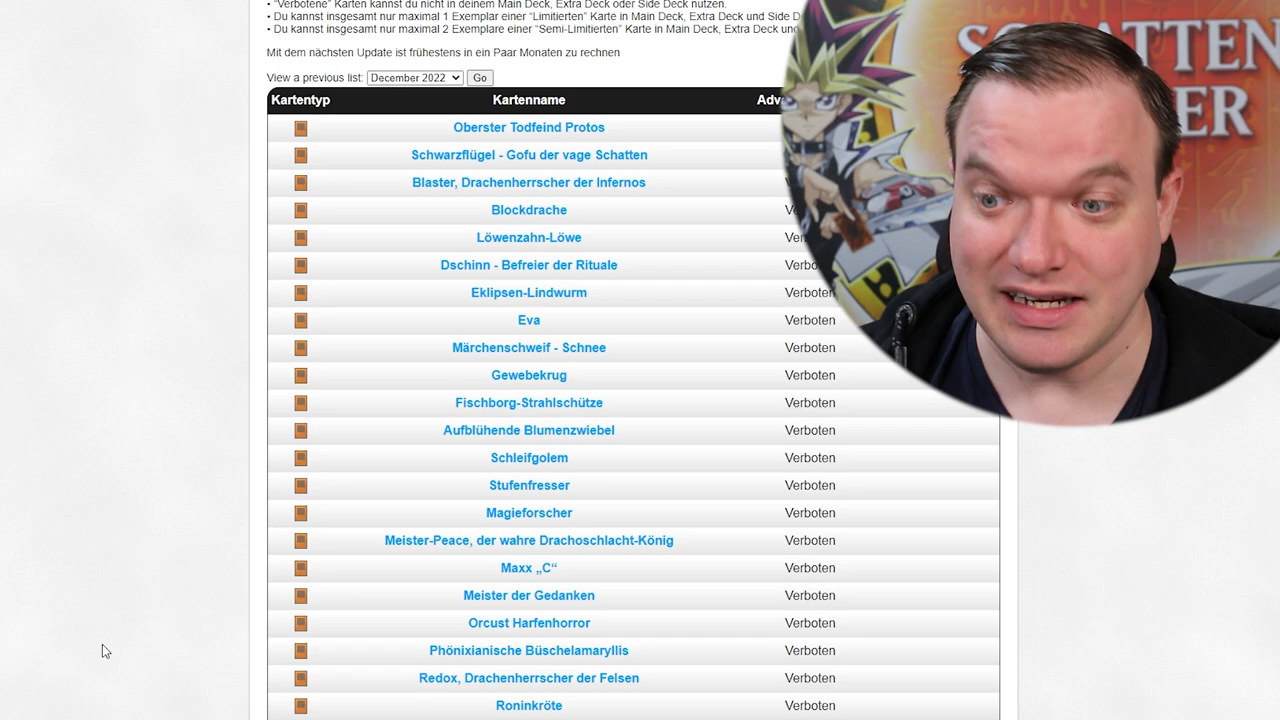 • "Verbotene" Karten kannst du nicht in deinem Main Deck, Extra Deck oder Side Deck nutzen.
• Du kannst insgesamt nur maximal 1 Exemplar einer "Limitierten" Karte in Main Deck, Extra Deck und Side D
• Du kannst insgesamt nur maximal 2 Exemplare einer "Semi-Limitierten" Karte in Main Deck, Extra Deck und
Mit dem nächsten Update ist frühestens in ein Paar Monaten zu rechnen
View a previous list: December 2022 Go
Kartentyp Kartenname Adv
Oberster Todfeind Protos
Schwarzflügel - Gofu der vage Schatten
Blaster, Drachenherrscher der Infernos
Blockdrache Ve
Löwenzahn-Löwe Ver
Dschinn - Befreier der Rituale Verbo
Eklipsen-Lindwurm Verboten
Eva Verboten
Märchenschweif - Schnee Verboten
Gewebekrug Verboten
Fischborg-Strahlschütze Verboten
Aufblühende Blumenzwiebel Verboten
Schleifgolem Verboten
Stufenfresser Verboten
Magieforscher Verboten
Meister-Peace, der wahre Drachoschlacht-König Verboten
Maxx „C“ Verboten
Meister der Gedanken Verboten
Orcust Harfenhorror Verboten
Phönixianische Büschelamaryllis Verboten
Redox, Drachenherrscher der Felsen Verboten
Roninkröte Verboten
SCHATTEN
ER